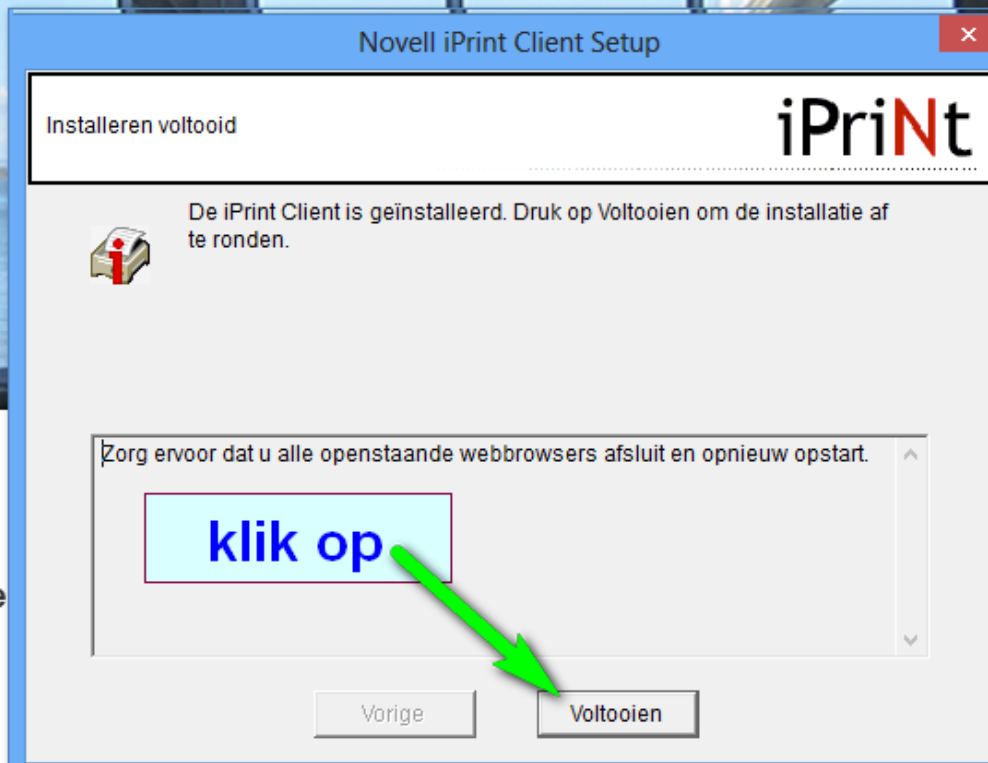 Novell iPrint Client Setup
Installeren voltooid
iPriNt
De iPrint Client is geïnstalleerd. Druk op Voltooien om de installatie af
te ronden.
Zorg ervoor dat u alle openstaande webbrowsers afsluit en opnieuw opstart.
klik op
Vorige
Voltooien